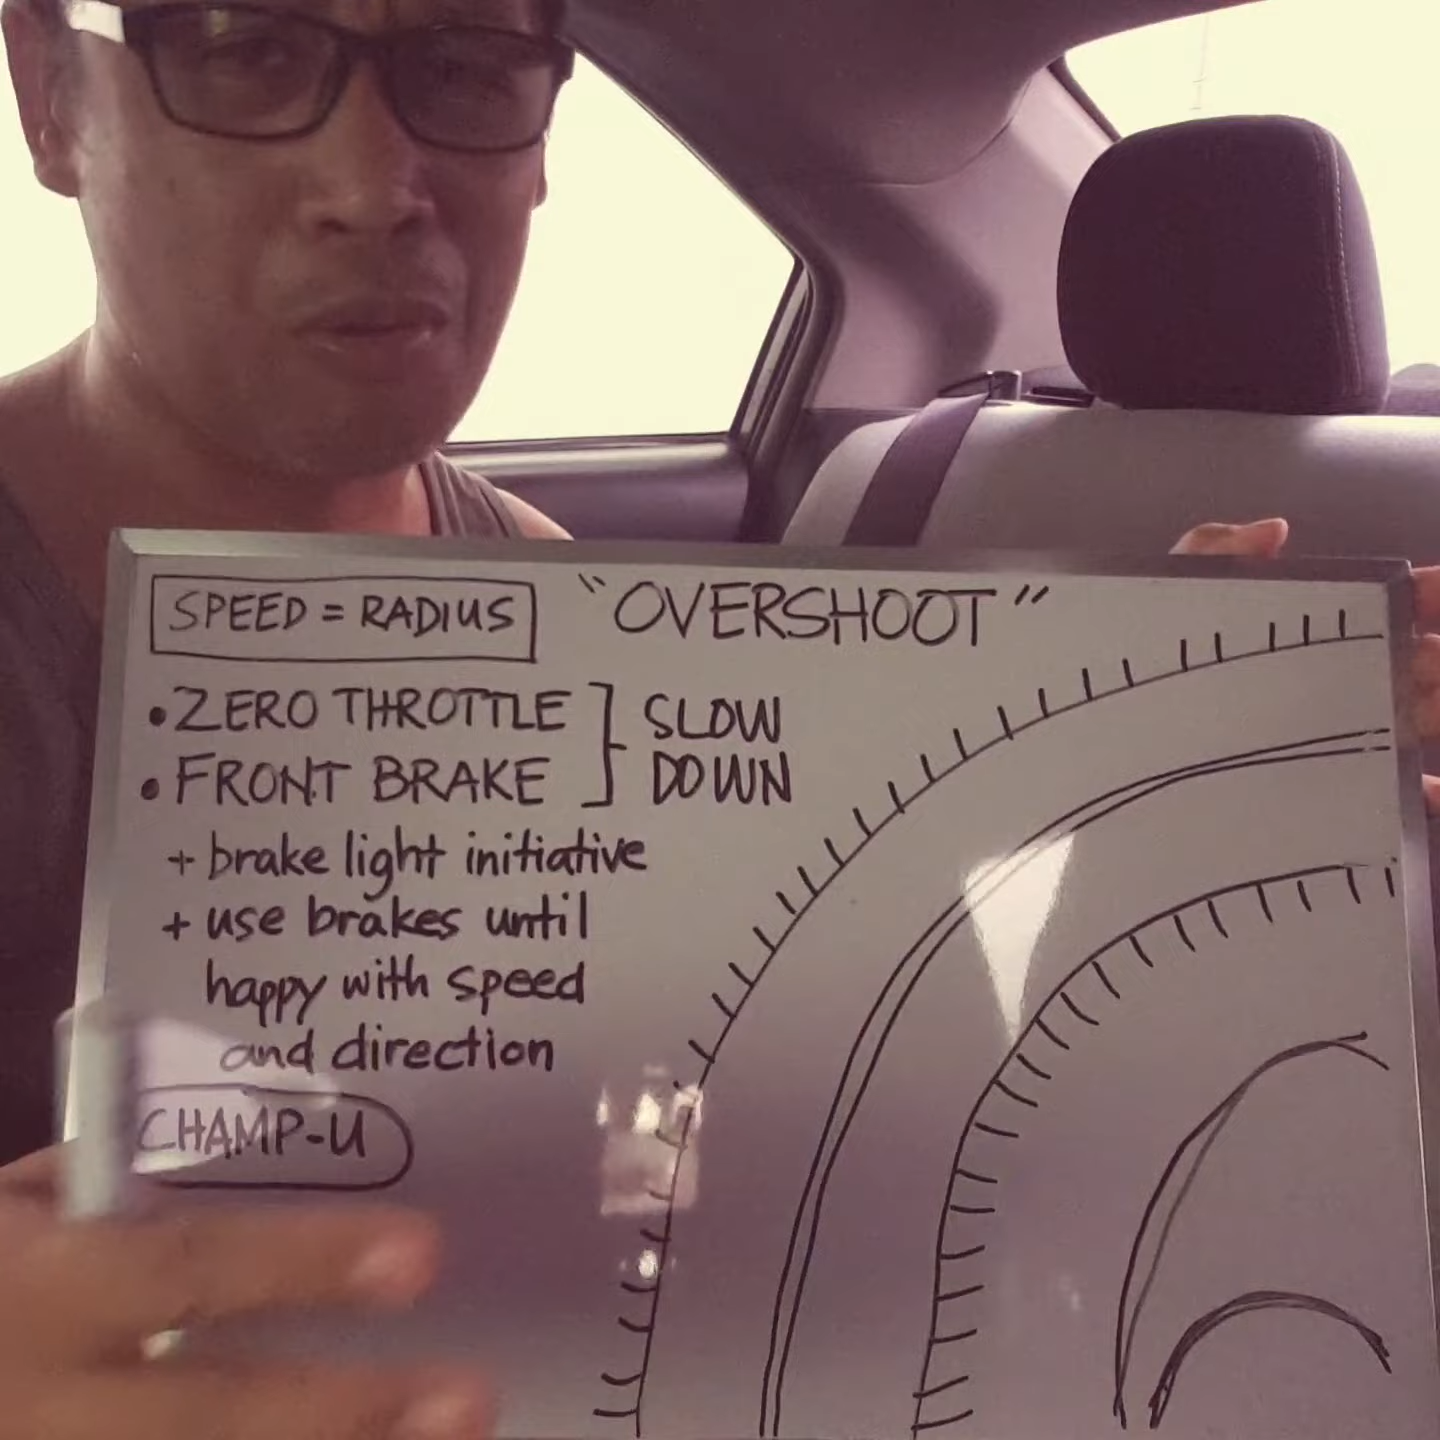 SPEED = RADIUS
"OVERSHOOT"
• ZERO THROTTLE
• FRONT BRAKE
SLOW
DOWN
+ brake light initiative
+ use brakes until
happy with speed
and direction
CHAMP-U